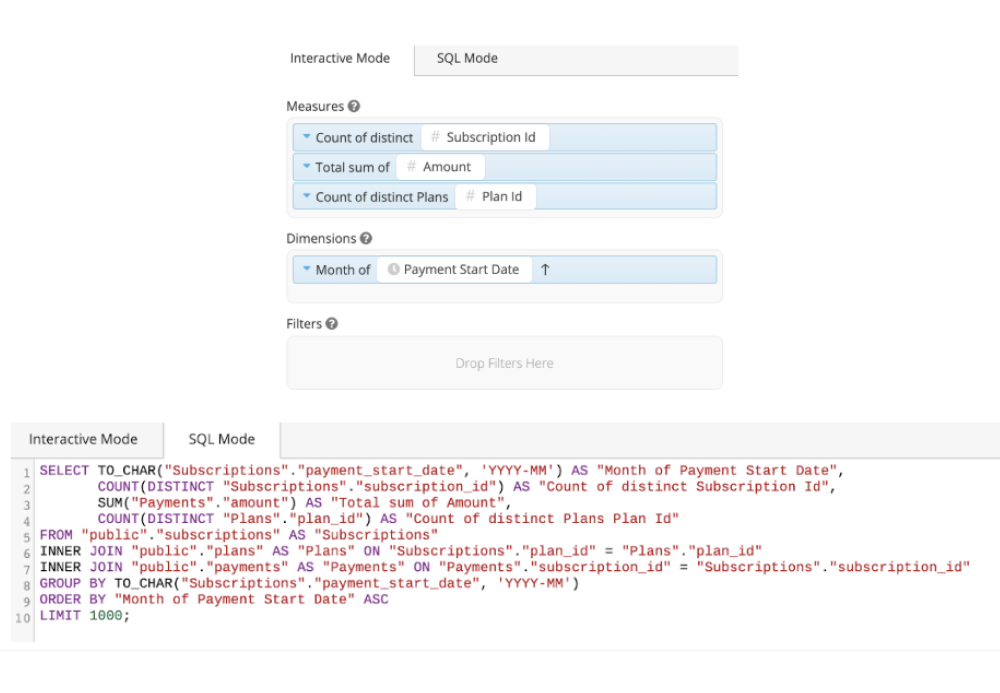 Interactive Mode SQL Mode
Measures ?
Count of distinct # Subscription Id
Total sum of # Amount
Count of distinct Plans # Plan Id
Dimensions ?
Month of Payment Start Date ↑
Filters ?
Drop Filters Here
Interactive Mode SQL Mode
1 SELECT TO_CHAR("Subscriptions"."payment_start_date", 'YYYY-MM') AS "Month of Payment Start Date",
2 COUNT(DISTINCT "Subscriptions"."subscription_id") AS "Count of distinct Subscription Id",
3 SUM("Payments"."amount") AS "Total sum of Amount",
4 COUNT(DISTINCT "Plans"."plan_id") AS "Count of distinct Plans Plan Id"
5 FROM "public"."subscriptions" AS "Subscriptions"
6 INNER JOIN "public"."plans" AS "Plans" ON "Subscriptions"."plan_id" = "Plans"."plan_id"
7 INNER JOIN "public"."payments" AS "Payments" ON "Payments"."subscription_id" = "Subscriptions"."subscription_id"
8 GROUP BY TO_CHAR("Subscriptions"."payment_start_date", 'YYYY-MM')
9 ORDER BY "Month of Payment Start Date" ASC
10 LIMIT 1000;